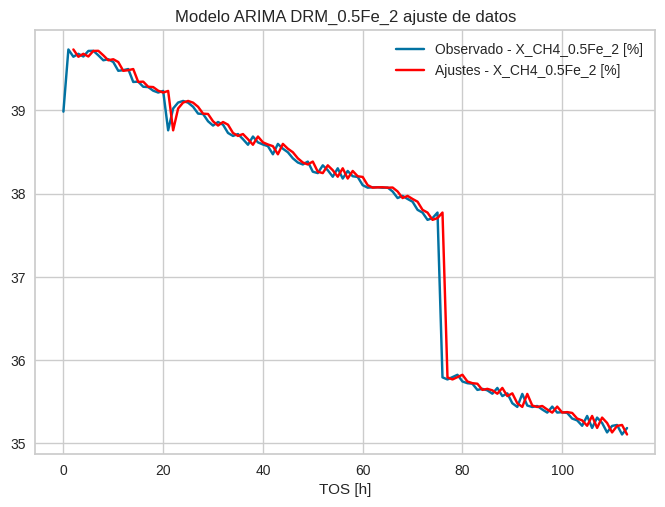 Modelo ARIMA DRM_0.5Fe_2 ajuste de datos
Observado - X_CH4_0.5Fe_2 [%]
Ajustes - X_CH4_0.5Fe_2 [%]
39
38
37
36
35
0 20 40 60 80 100
TOS [h]